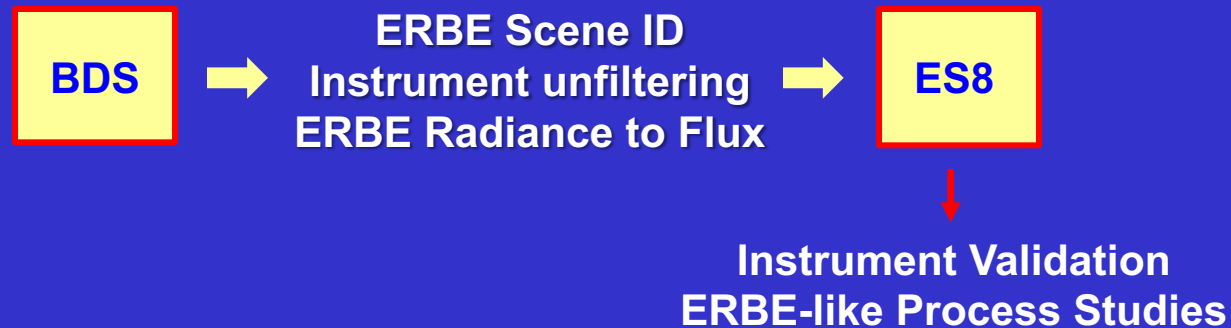 BDS
ERBE Scene ID
Instrument unfiltering
ERBE Radiance to Flux
ES8
Instrument Validation
ERBE-like Process Studies